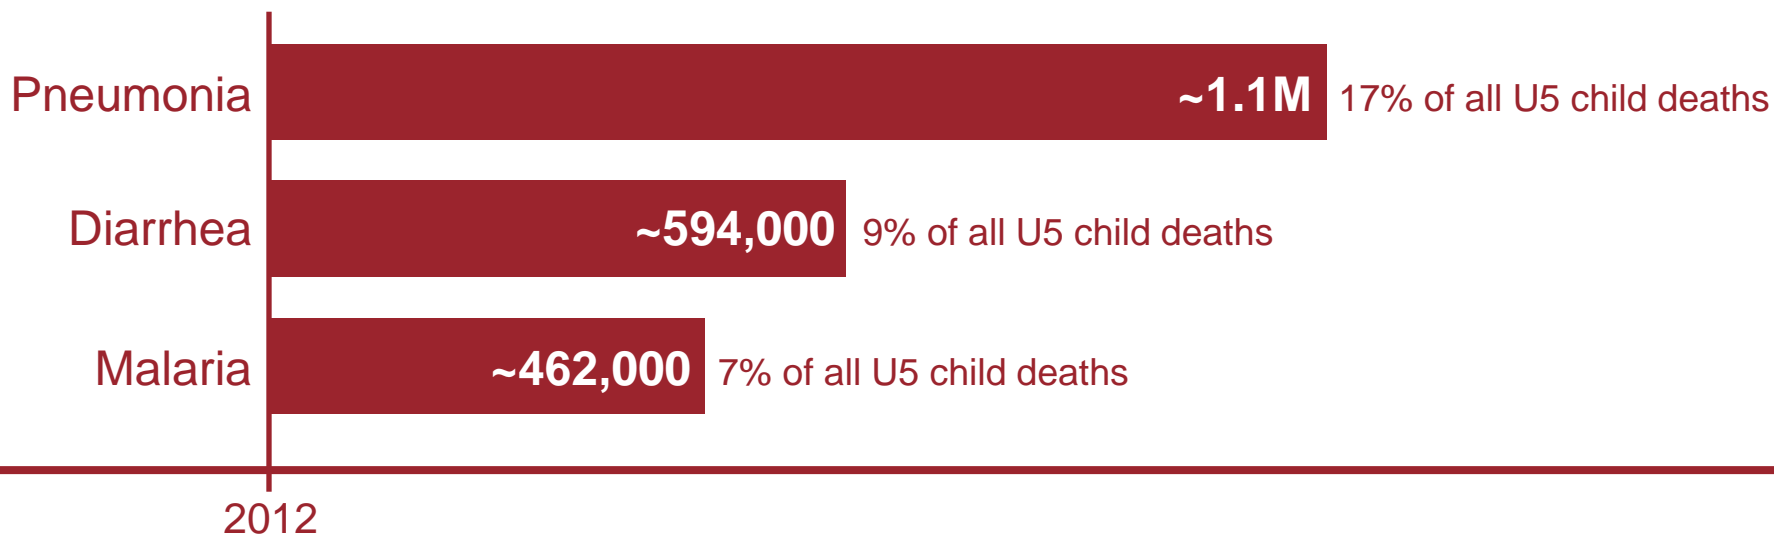 Pneumonia ~1.1M 17% of all U5 child deaths
Diarrhea ~594,000 9% of all U5 child deaths
Malaria ~462,000 7% of all U5 child deaths
2012